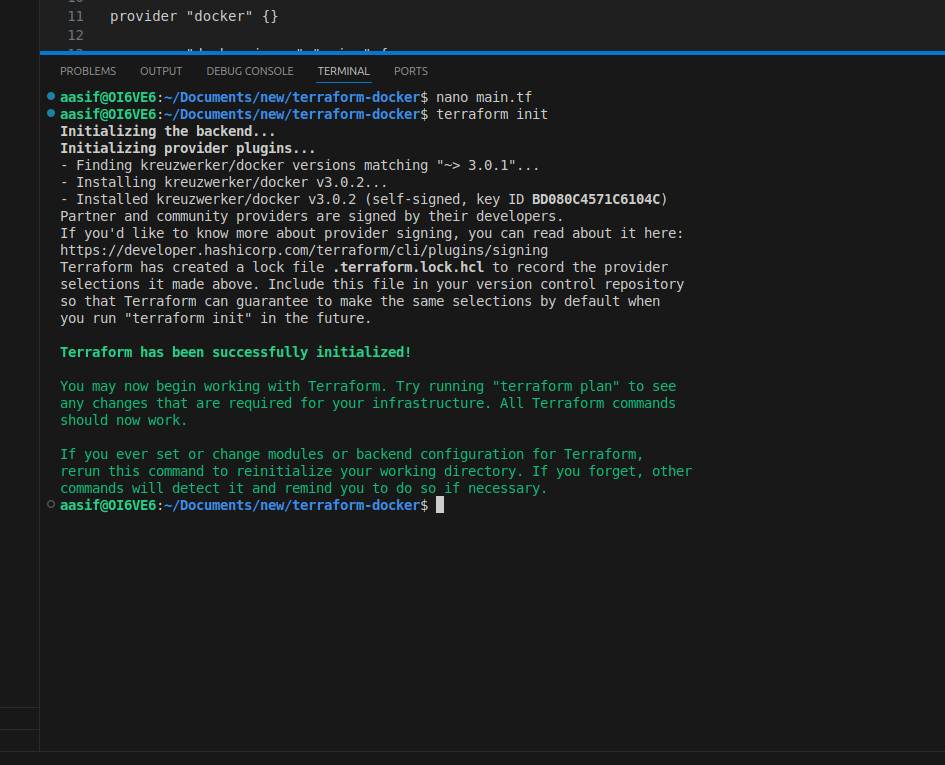 11 provider "docker" {}
12
PROBLEMS OUTPUT DEBUG CONSOLE TERMINAL PORTS
aasif@OI6VE6:~/Documents/new/terraform-docker$ nano main.tf
aasif@OI6VE6:~/Documents/new/terraform-docker$ terraform init
Initializing the backend...
Initializing provider plugins...
- Finding kreuzwerker/docker versions matching "~> 3.0.1"...
- Installing kreuzwerker/docker v3.0.2...
- Installed kreuzwerker/docker v3.0.2 (self-signed, key ID BD080C4571C6104C)
Partner and community providers are signed by their developers.
If you'd like to know more about provider signing, you can read about it here:
https://developer.hashicorp.com/terraform/cli/plugins/signing
Terraform has created a lock file .terraform.lock.hcl to record the provider
selections it made above. Include this file in your version control repository
so that Terraform can guarantee to make the same selections by default when
you run "terraform init" in the future.
Terraform has been successfully initialized!
You may now begin working with Terraform. Try running "terraform plan" to see
any changes that are required for your infrastructure. All Terraform commands
should now work.
If you ever set or change modules or backend configuration for Terraform,
rerun this command to reinitialize your working directory. If you forget, other
commands will detect it and remind you to do so if necessary.
aasif@OI6VE6:~/Documents/new/terraform-docker$